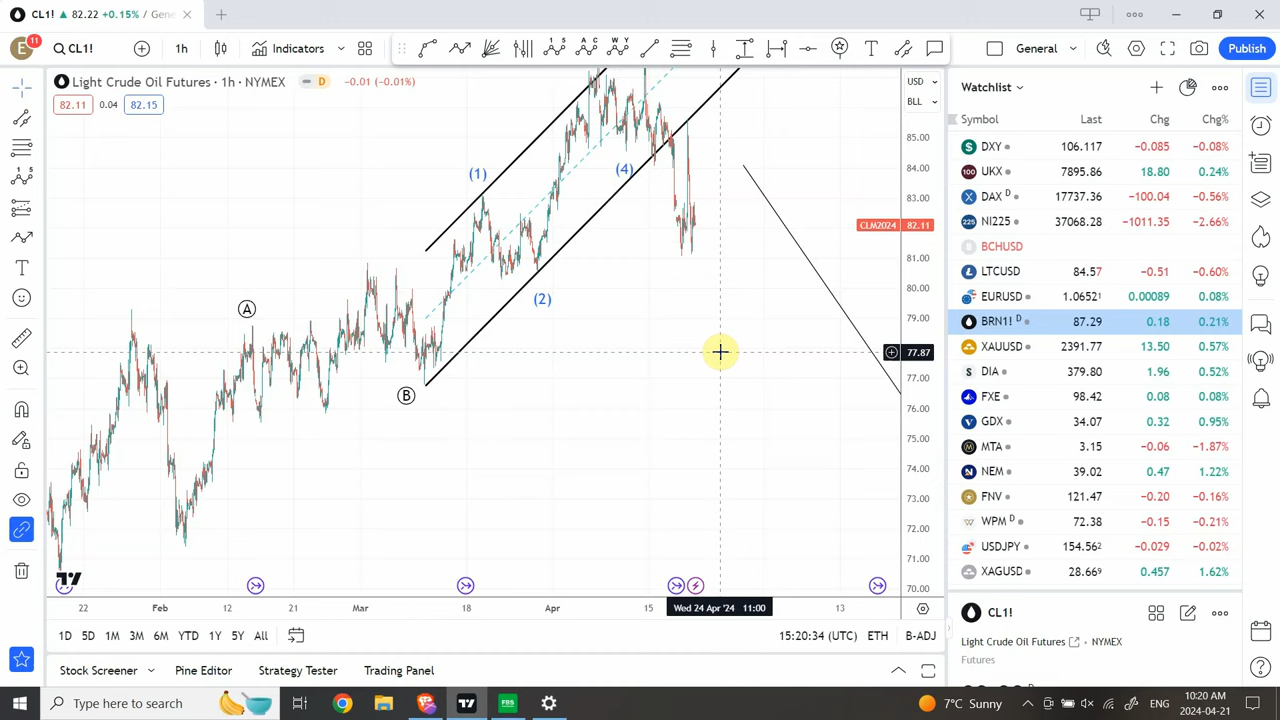 CL1! ▲ 82.22 +0.15% / Gene
E 11 CL1! 1h Indicators General Publish
Light Crude Oil Futures · 1h · NYMEX D −0.01 (−0.01%)
82.11 0.04 82.15
USD
BLL
85.00
84.00
83.00
CLM2024 82.11
81.00
80.00
79.00
77.87
77.00
76.00
75.00
74.00
73.00
72.00
71.00
70.00
(1)
(4)
(2)
A
B
22 Feb 12 21 Mar 18 Apr 15 Wed 24 Apr '24 11:00 13
1D 5D 1M 3M 6M YTD 1Y 5Y All 15:20:34 (UTC) ETH B-ADJ
Stock Screener Pine Editor Strategy Tester Trading Panel
Watchlist
Symbol Last Chg Chg%
DXY 106.117 −0.085 −0.08%
UKX 7895.86 18.80 0.24%
DAX D 17737.36 −100.04 −0.56%
NI225 37068.28 −1011.35 −2.66%
BCHUSD
LTCUSD 84.57 −0.51 −0.60%
EURUSD 1.06521 0.00089 0.08%
BRN1! D 87.29 0.18 0.21%
XAUUSD 2391.77 13.50 0.57%
DIA 379.80 1.96 0.52%
FXE 98.42 0.08 0.08%
GDX 34.07 0.32 0.95%
MTA 3.15 −0.06 −1.87%
NEM 39.02 0.47 1.22%
FNV 121.47 −0.20 −0.16%
WPM D 72.38 −0.15 −0.21%
USDJPY 154.562 −0.029 −0.02%
XAGUSD 28.669 0.457 1.62%
CL1!
Light Crude Oil Futures · NYMEX
Futures
Type here to search
7°C Sunny ENG 10:20 AM
2024-04-21